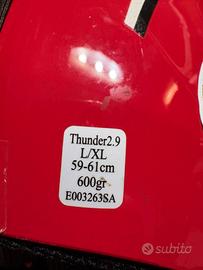 Thunder2.9
L/XL
59-61cm
600gr
E003263SA
subito